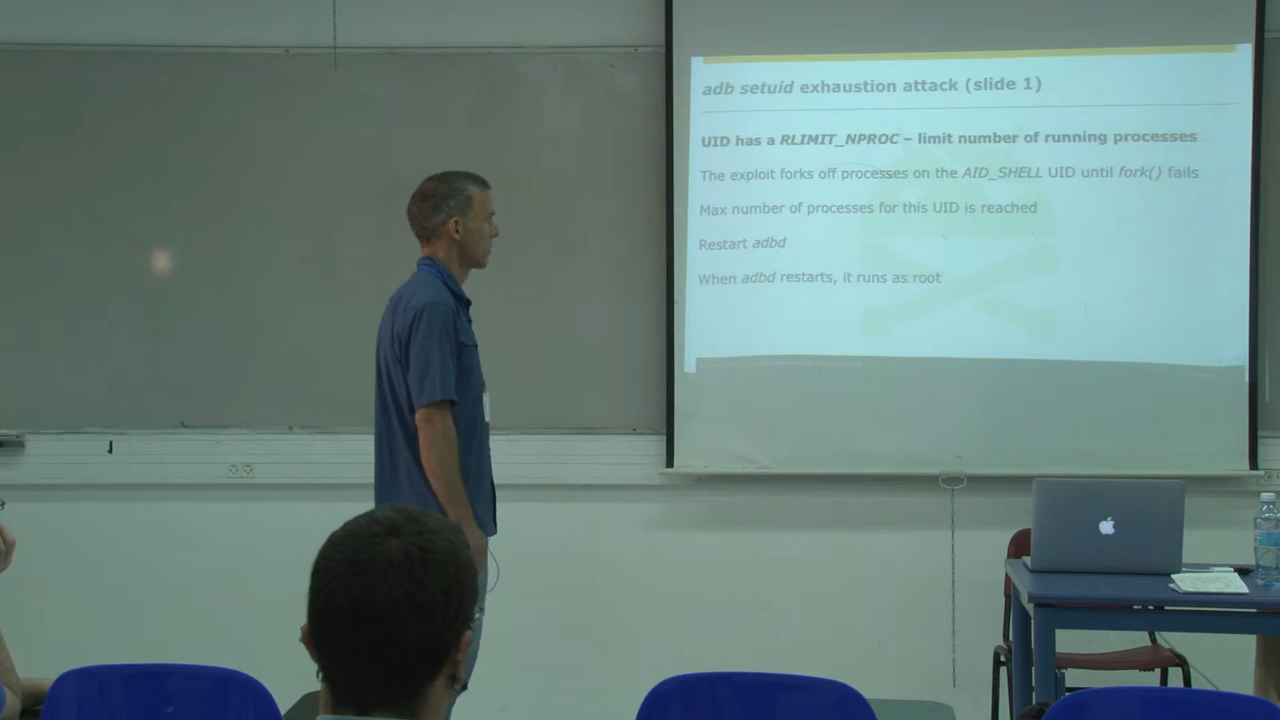 adb setuid exhaustion attack (slide 1)
UID has a RLIMIT_NPROC – limit number of running processes
The exploit forks off processes on the AID_SHELL UID until fork() fails
Max number of processes for this UID is reached
Restart adbd
When adbd restarts, it runs as root